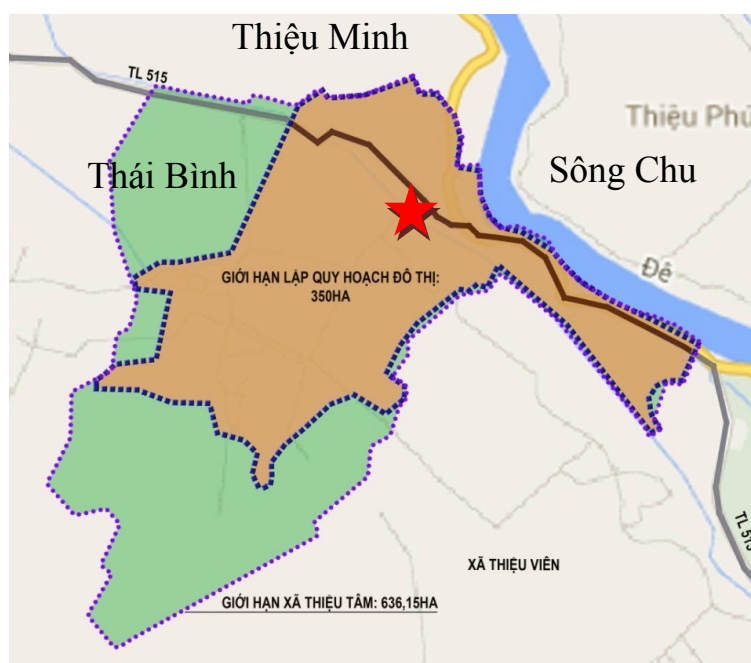 Thiệu Minh
TL 515
Thiệu Phú
Thái Bình
Sông Chu
Đê
GIỚI HẠN LẬP QUY HOẠCH ĐÔ THỊ:
350HA
TL 515
XÃ THIỆU VIÊN
GIỚI HẠN XÃ THIỆU TÂM: 636,15HA